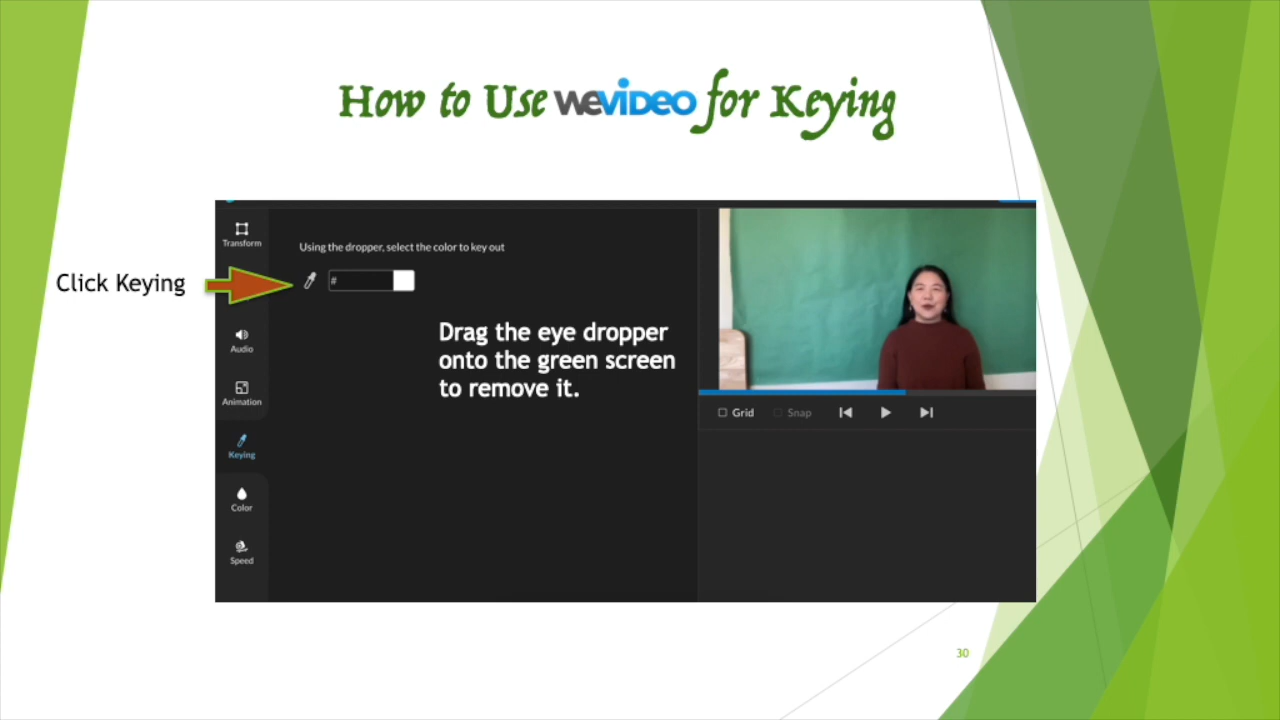 How to Use WeVIDEO for Keying
Transform
Using the dropper, select the color to key out
Click Keying
#
Drag the eye dropper
onto the green screen
to remove it.
Audio
Animation
Keying
Color
Speed
Grid
Snap
30